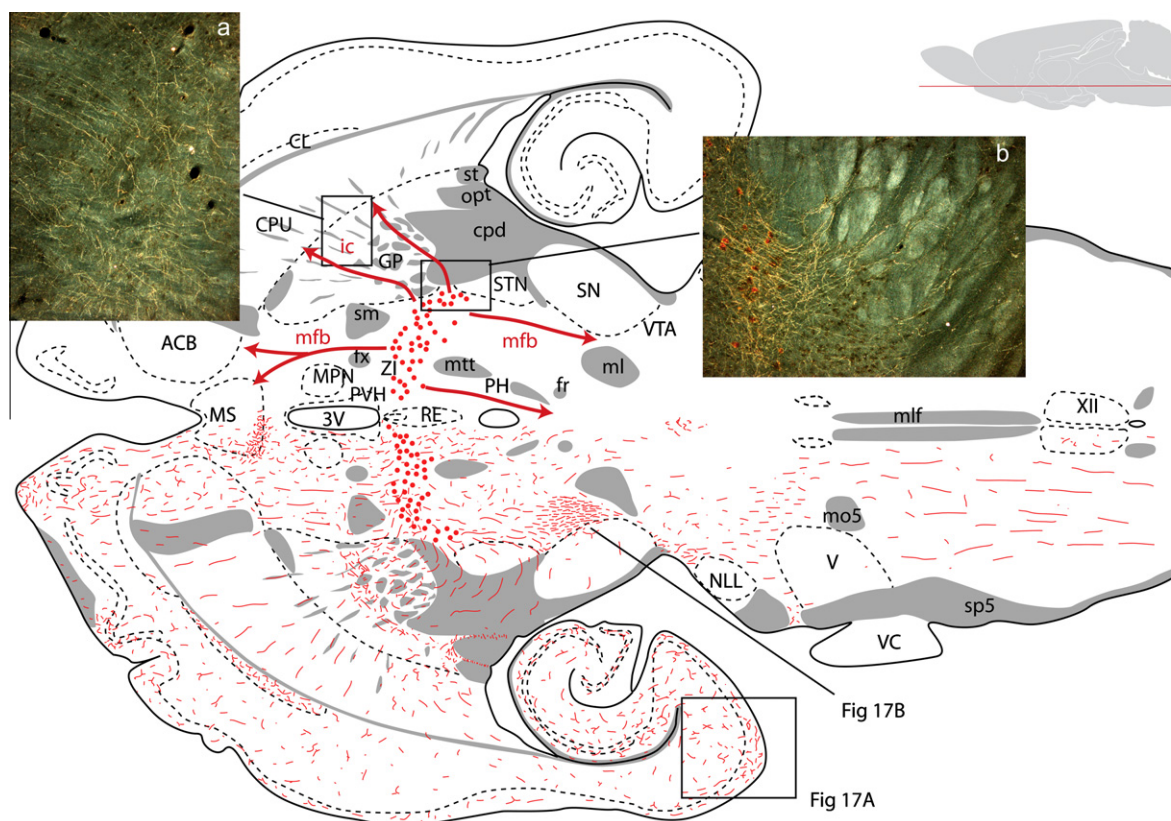 a
b
CL
st
opt
CPU
ic
cpd
GP
STN
SN
sm
VTA
ACB
mfb
mfb
fx
ZI
mtt
ml
MPN
PH
fr
PVH
MS
3V
RE
mlf
XII
mo5
V
NLL
sp5
VC
Fig 17B
Fig 17A